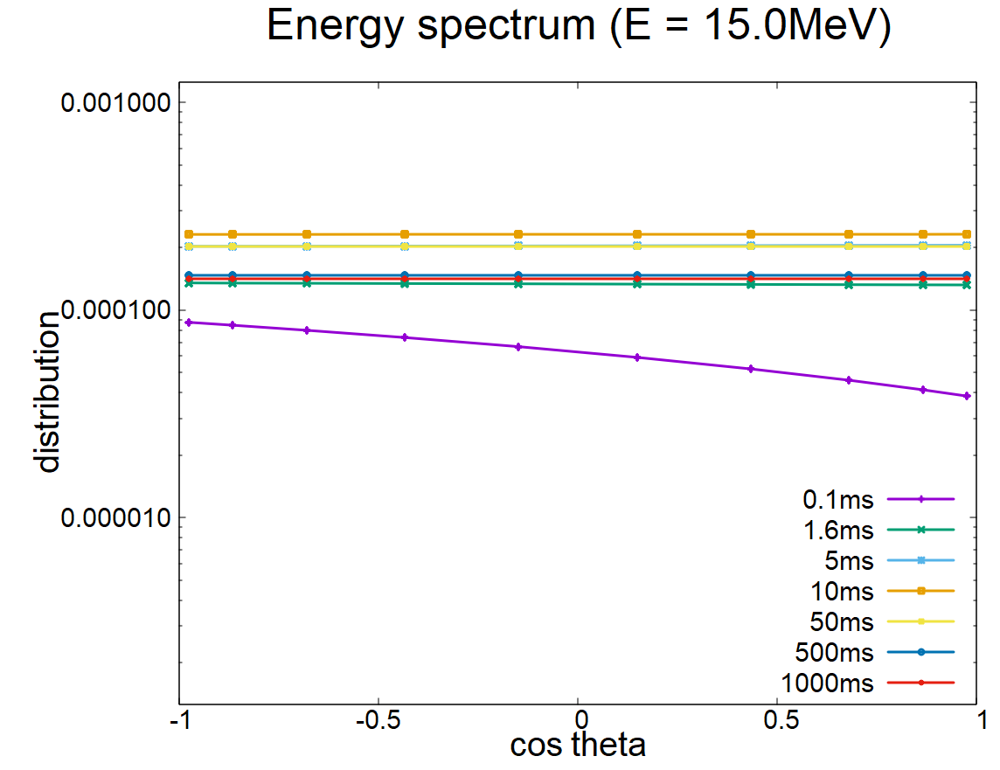 Energy spectrum (E = 15.0MeV)
0.001000
0.000100
0.000010
distribution
0.1ms
1.6ms
5ms
10ms
50ms
500ms
1000ms
-1 -0.5 0 0.5 1
cos theta